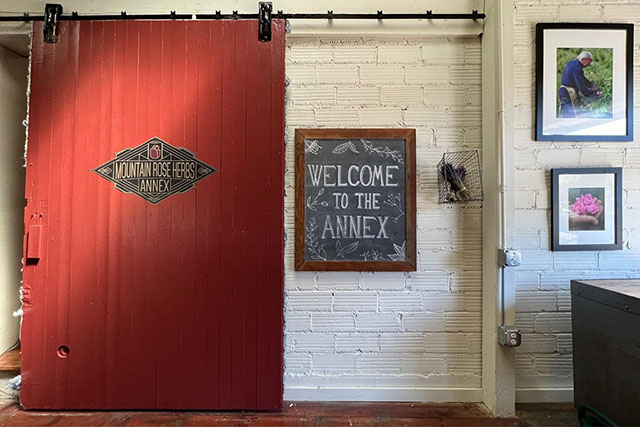 MOUNTAIN ROSE HERBS
ANNEX
WELCOME
TO THE
ANNEX